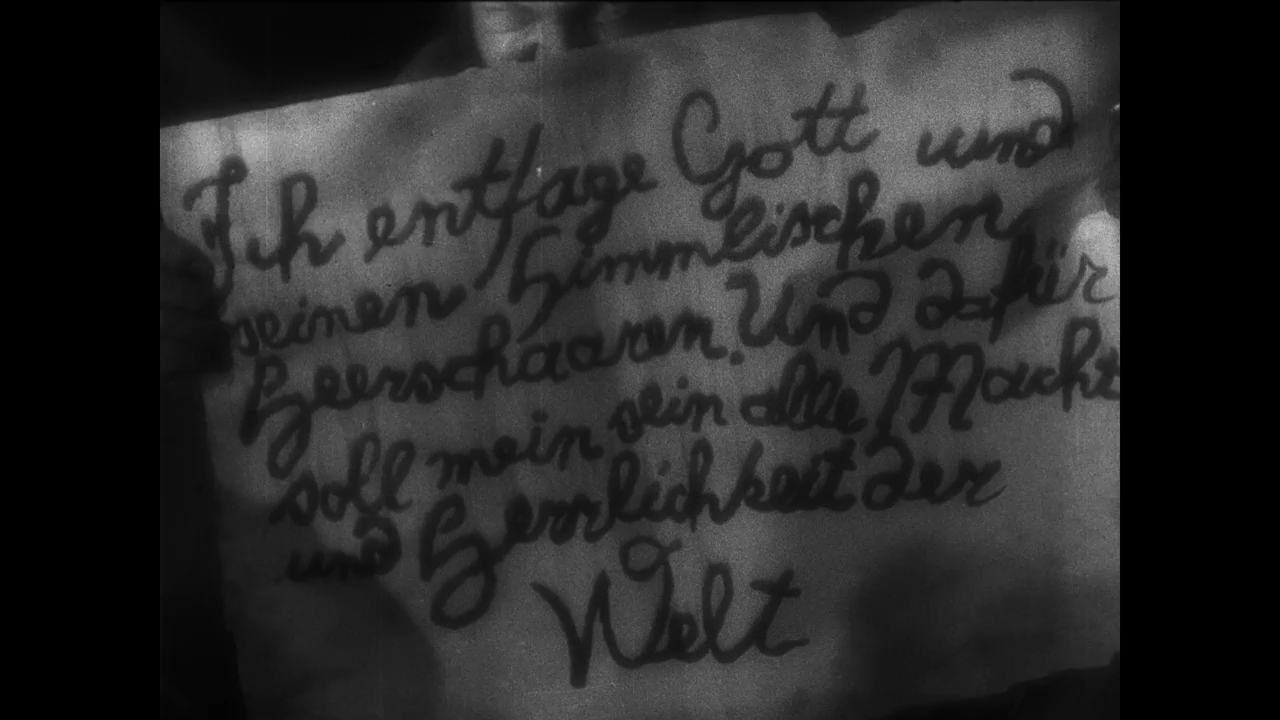 Ich entſage Gott und
seinen himmlischen
Heerschaaren. Und dafür
soll mein sein alle Macht
und Herrlichkeit der
Welt